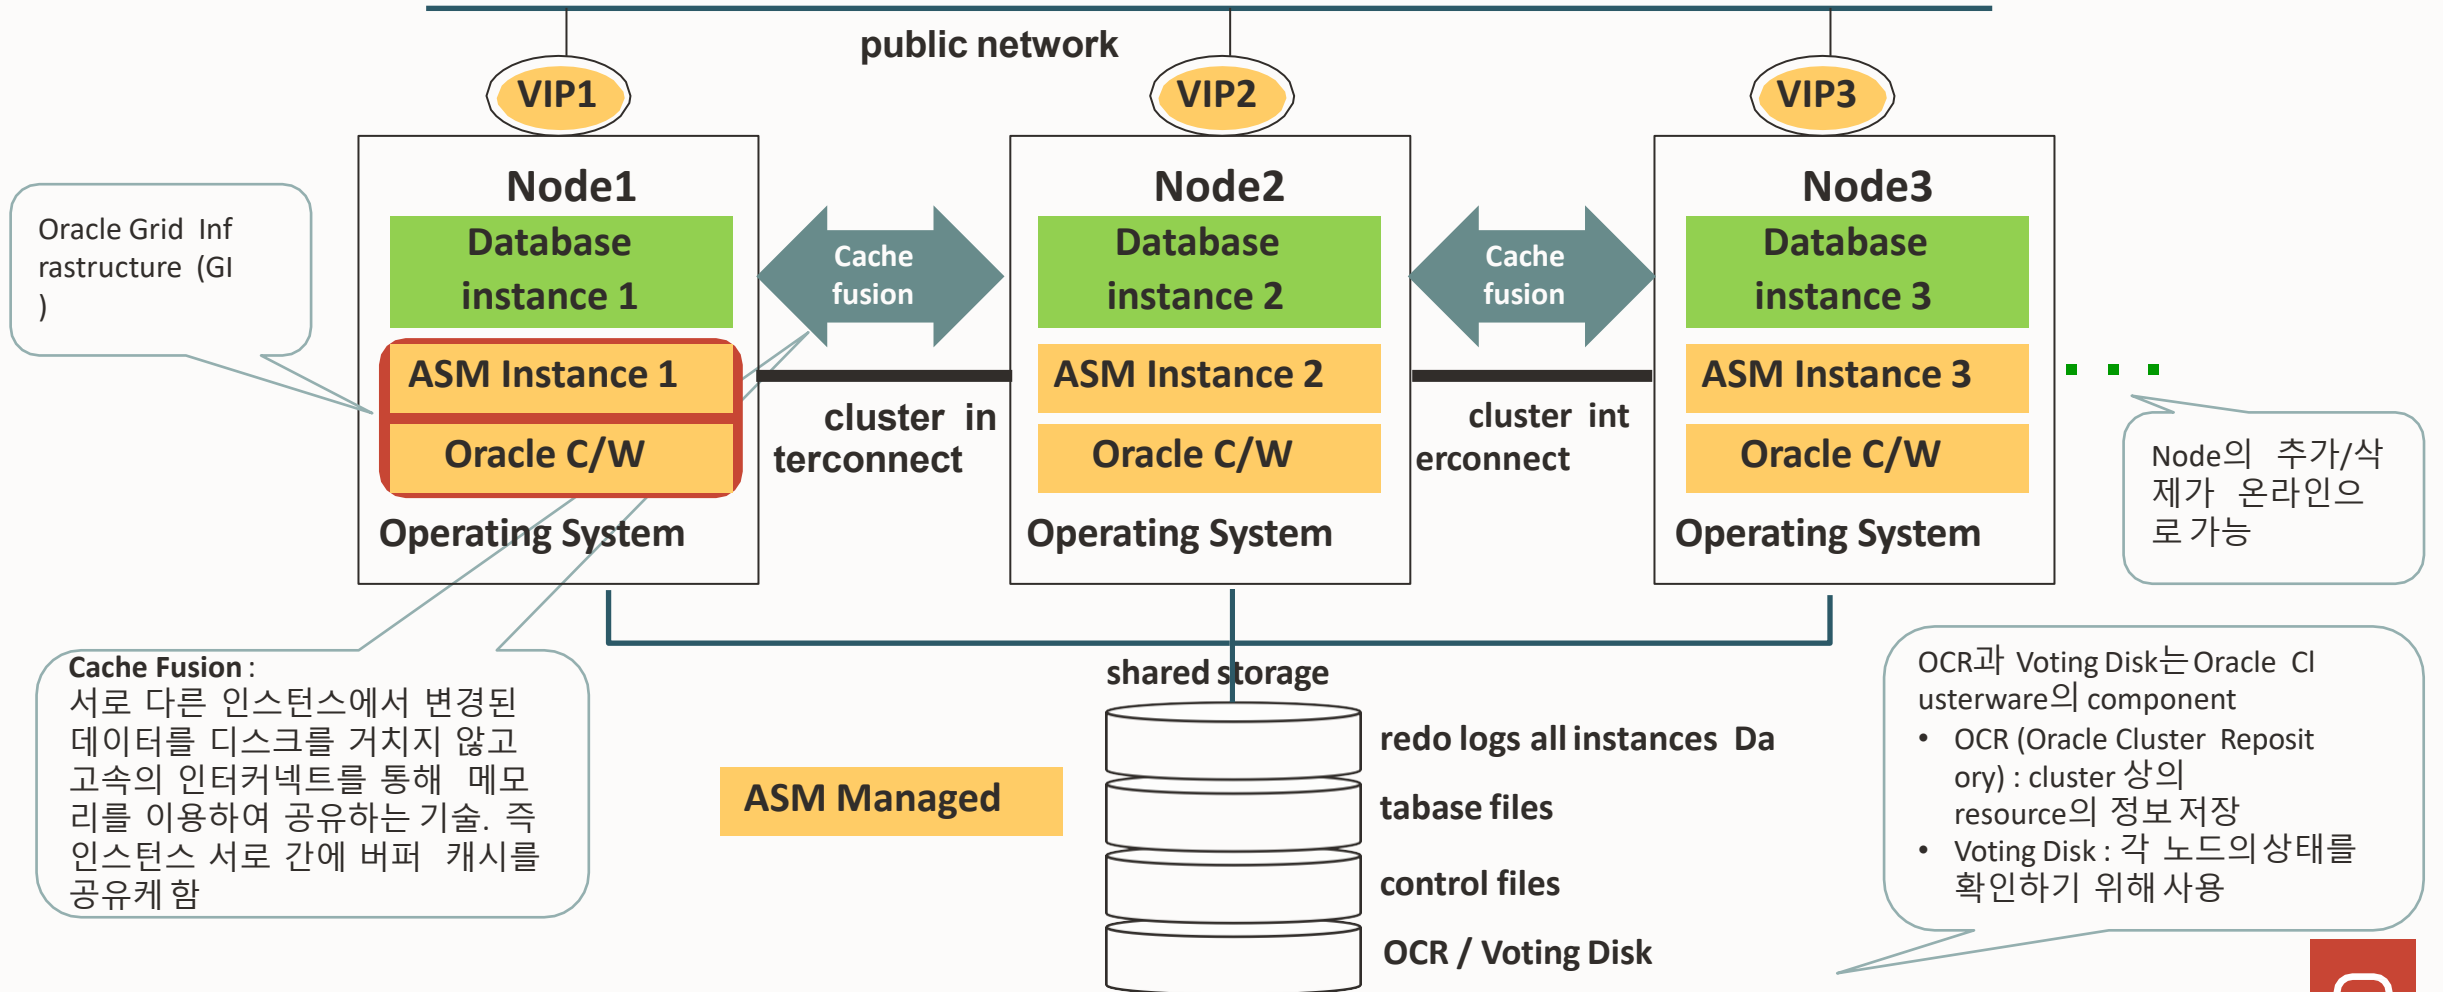 public network
VIP1
VIP2
VIP3
Node1
Node2
Node3
Oracle Grid Inf
rastructure (GI
)
Database
instance 1
Cache
fusion
Database
instance 2
Cache
fusion
Database
instance 3
ASM Instance 1
ASM Instance 2
ASM Instance 3
cluster in
terconnect
cluster int
erconnect
Oracle C/W
Oracle C/W
Oracle C/W
Operating System
Operating System
Operating System
Node의 추가/삭
제가 온라인으
로 가능
Cache Fusion :
서로 다른 인스턴스에서 변경된
데이터를 디스크를 거치지 않고
고속의 인터커넥트를 통해 메모
리를 이용하여 공유하는 기술. 즉
인스턴스 서로 간에 버퍼 캐시를
공유케 함
shared storage
ASM Managed
redo logs all instances Da
tabase files
control files
OCR / Voting Disk
OCR과 Voting Disk는 Oracle Cl
usterware의 component
• OCR (Oracle Cluster Reposit
ory) : cluster 상의
resource의 정보 저장
• Voting Disk : 각 노드의 상태를
확인하기 위해 사용